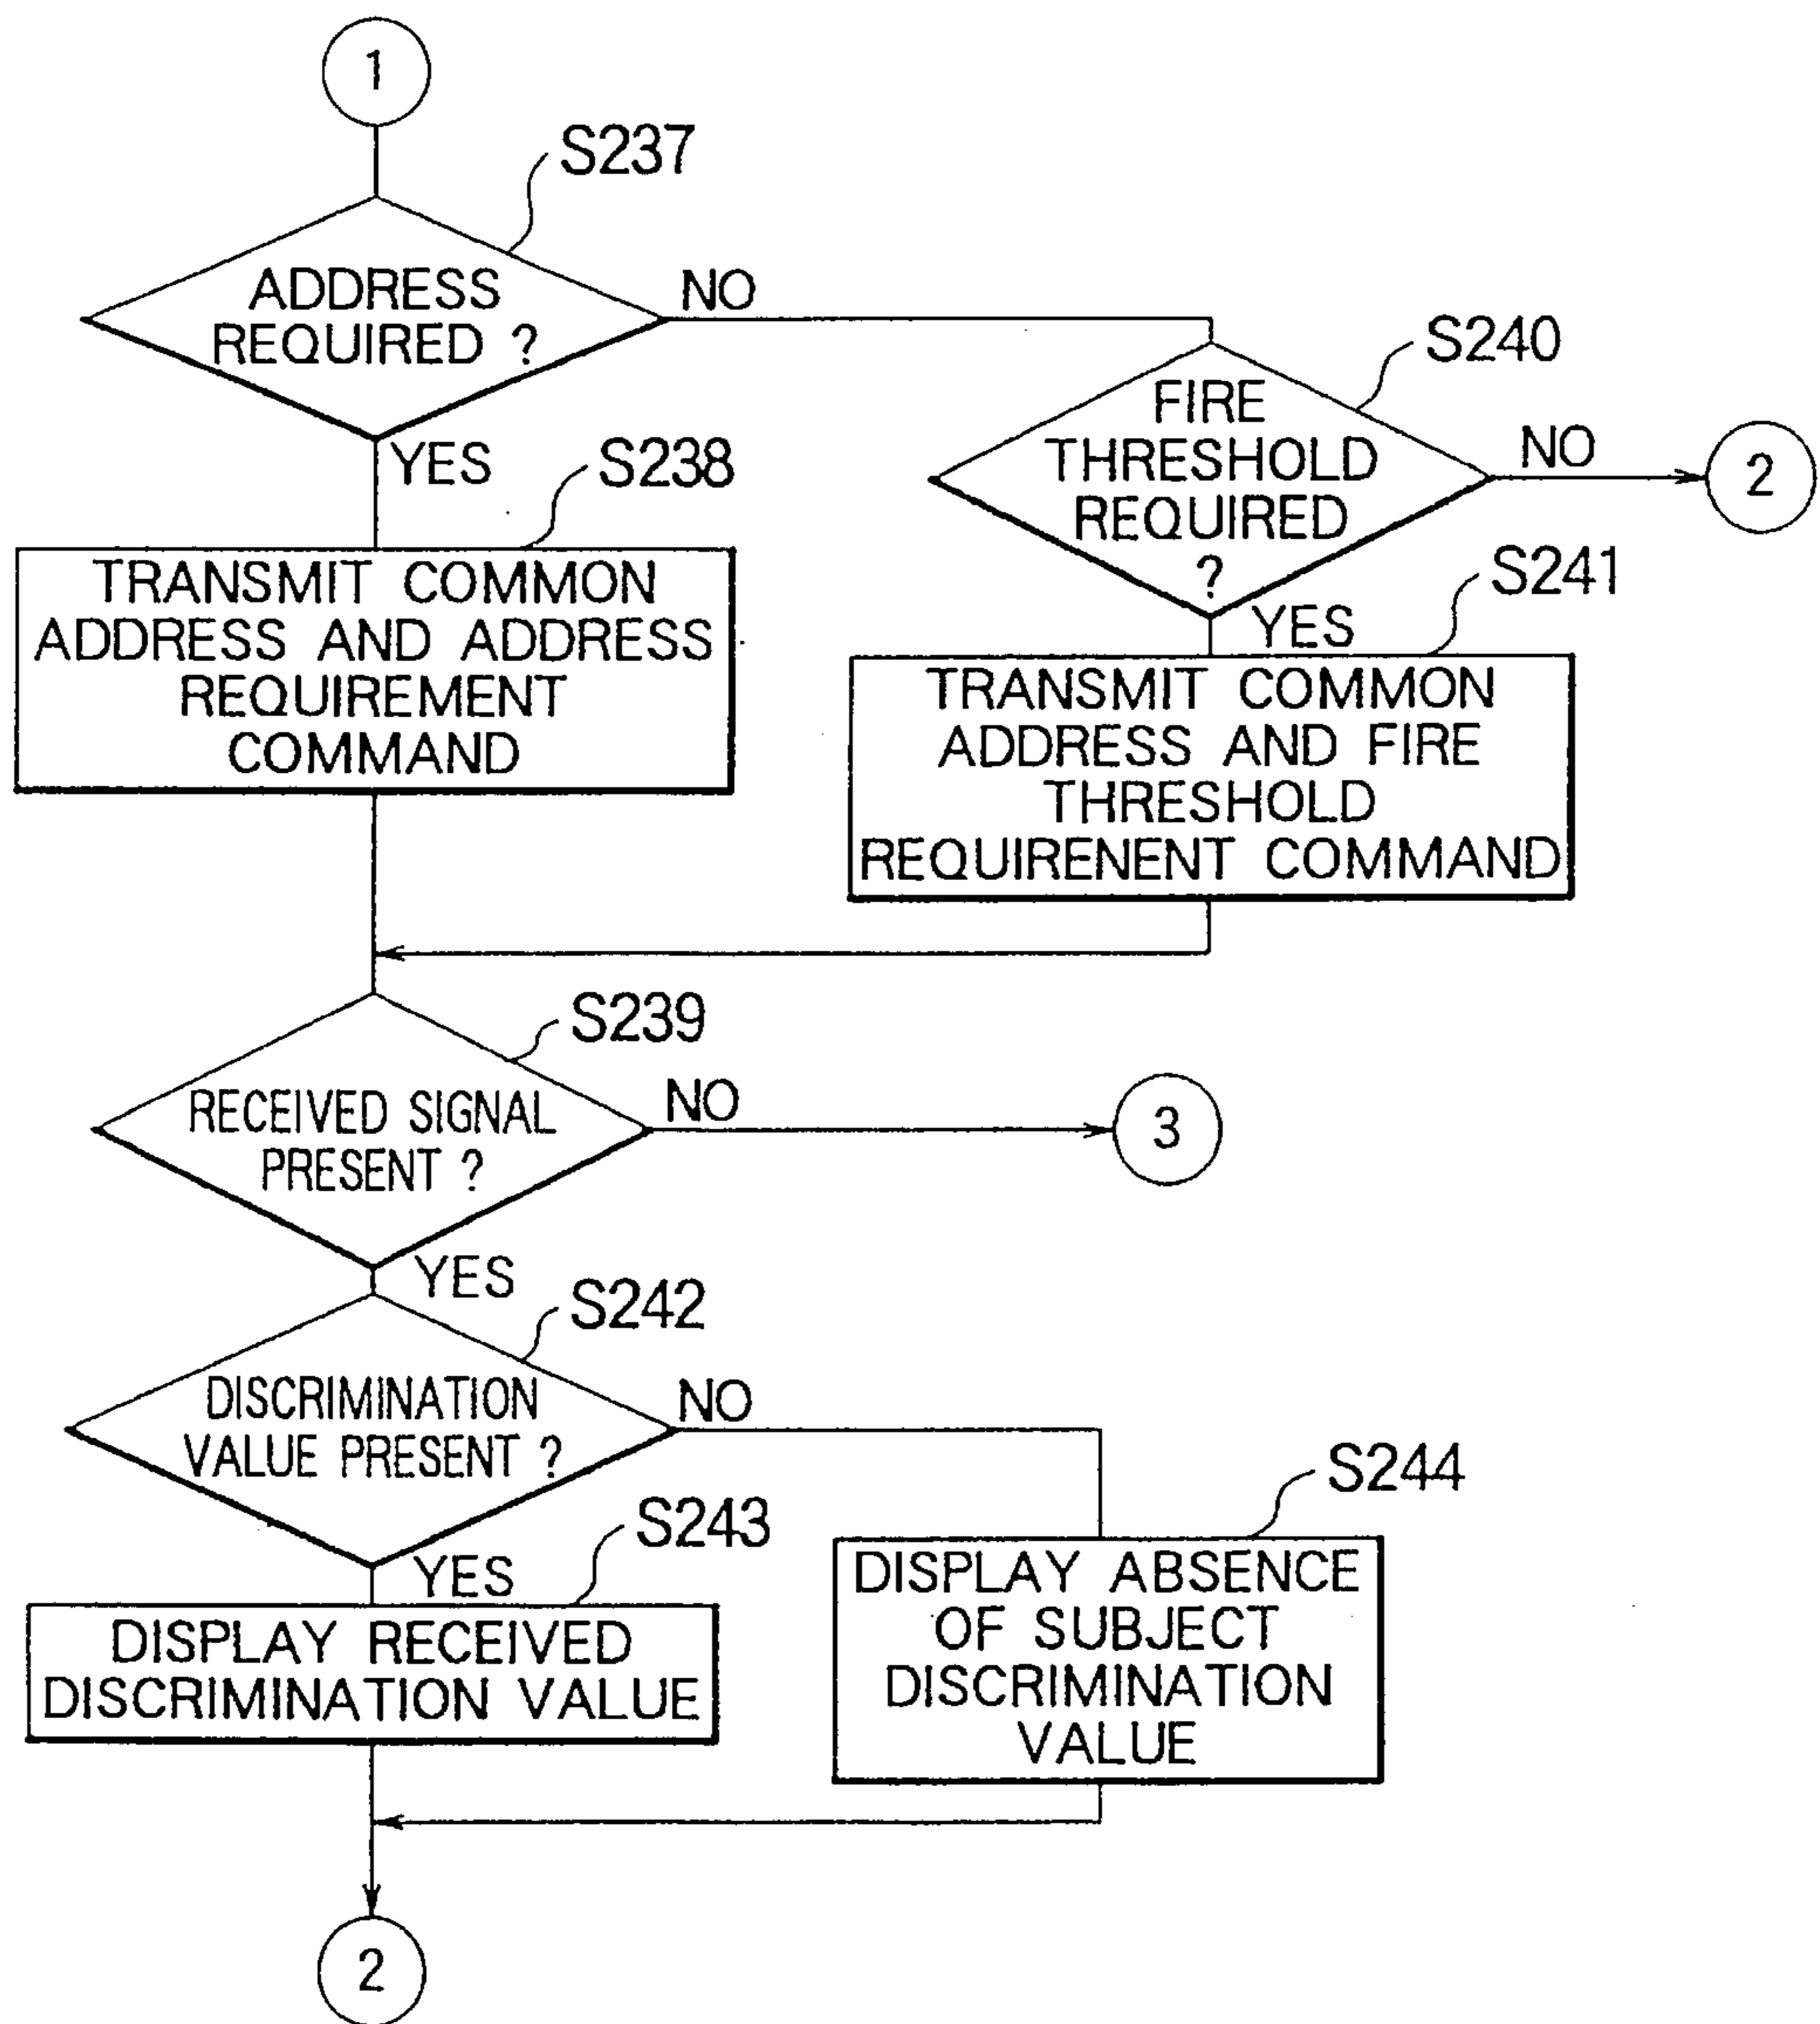 1
S237
ADDRESS
REQUIRED ?
NO
YES
S240
FIRE
THRESHOLD
REQUIRED
?
NO
2
YES
S238
TRANSMIT COMMON
ADDRESS AND ADDRESS
REQUIREMENT
COMMAND
S241
TRANSMIT COMMON
ADDRESS AND FIRE
THRESHOLD
REQUIRENENT COMMAND
S239
RECEIVED SIGNAL
PRESENT ?
NO
3
YES
S242
DISCRIMINATION
VALUE PRESENT ?
NO
YES
S243
DISPLAY RECEIVED
DISCRIMINATION VALUE
S244
DISPLAY ABSENCE
OF SUBJECT
DISCRIMINATION
VALUE
2